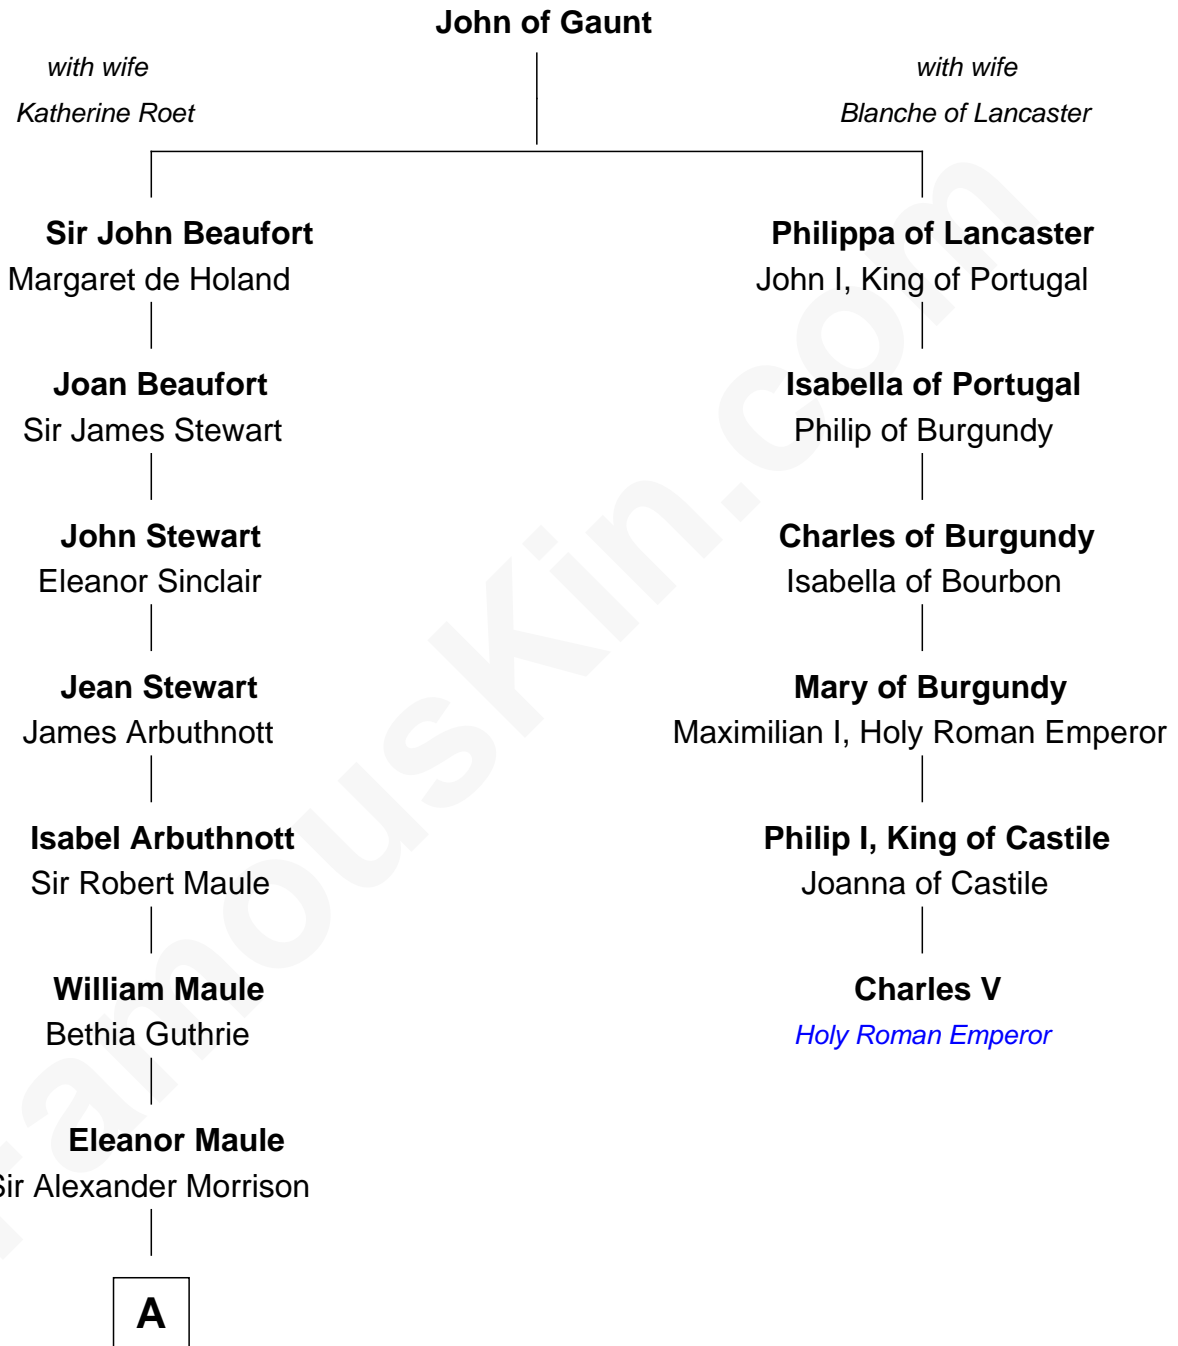 John of Gaunt
with wife
Katherine Roet
with wife
Blanche of Lancaster
Sir John Beaufort
Margaret de Holand
Philippa of Lancaster
John I, King of Portugal
Joan Beaufort
Sir James Stewart
Isabella of Portugal
Philip of Burgundy
John Stewart
Eleanor Sinclair
Charles of Burgundy
Isabella of Bourbon
Jean Stewart
James Arbuthnott
Mary of Burgundy
Maximilian I, Holy Roman Emperor
Isabel Arbuthnott
Sir Robert Maule
Philip I, King of Castile
Joanna of Castile
William Maule
Bethia Guthrie
Charles V
Holy Roman Emperor
Eleanor Maule
Sir Alexander Morrison
A
FamousKin.com